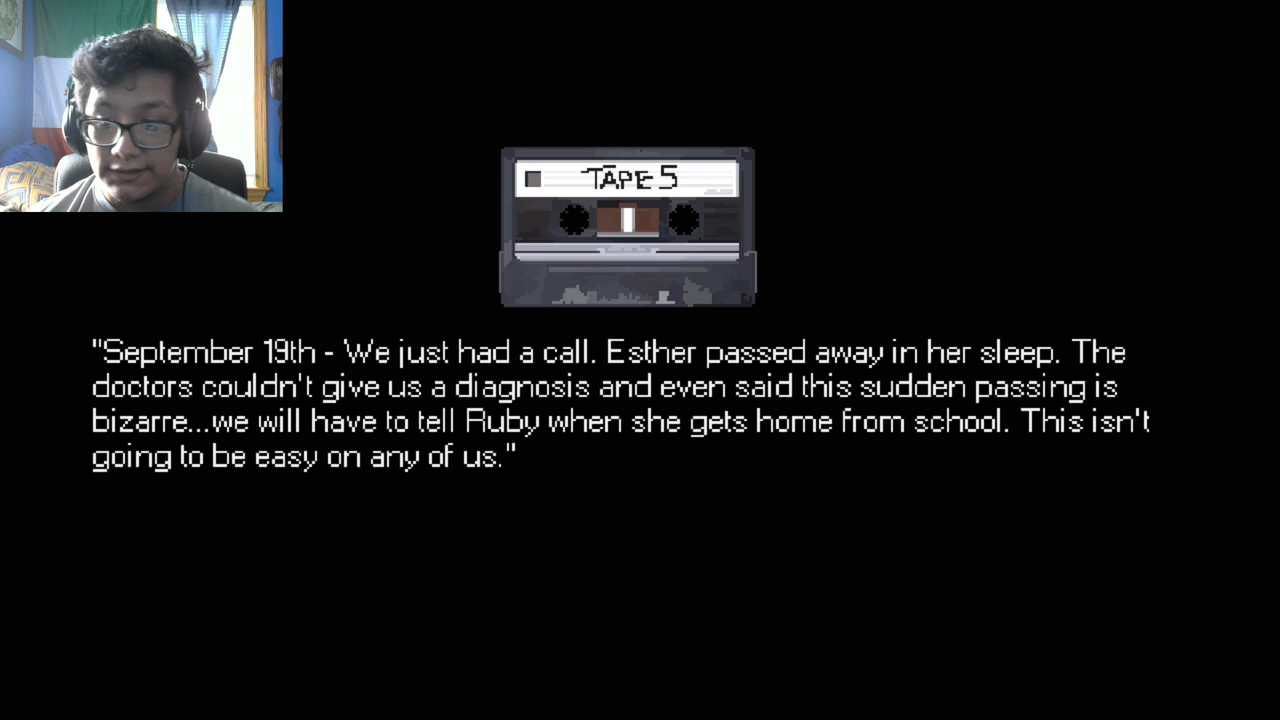 TAPE 5
"September 19th - We just had a call. Esther passed away in her sleep. The
doctors couldn't give us a diagnosis and even said this sudden passing is
bizarre...we will have to tell Ruby when she gets home from school. This isn't
going to be easy on any of us."